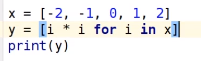 x = [-2, -1, 0, 1, 2]
y = [i * i for i in x]
print(y)